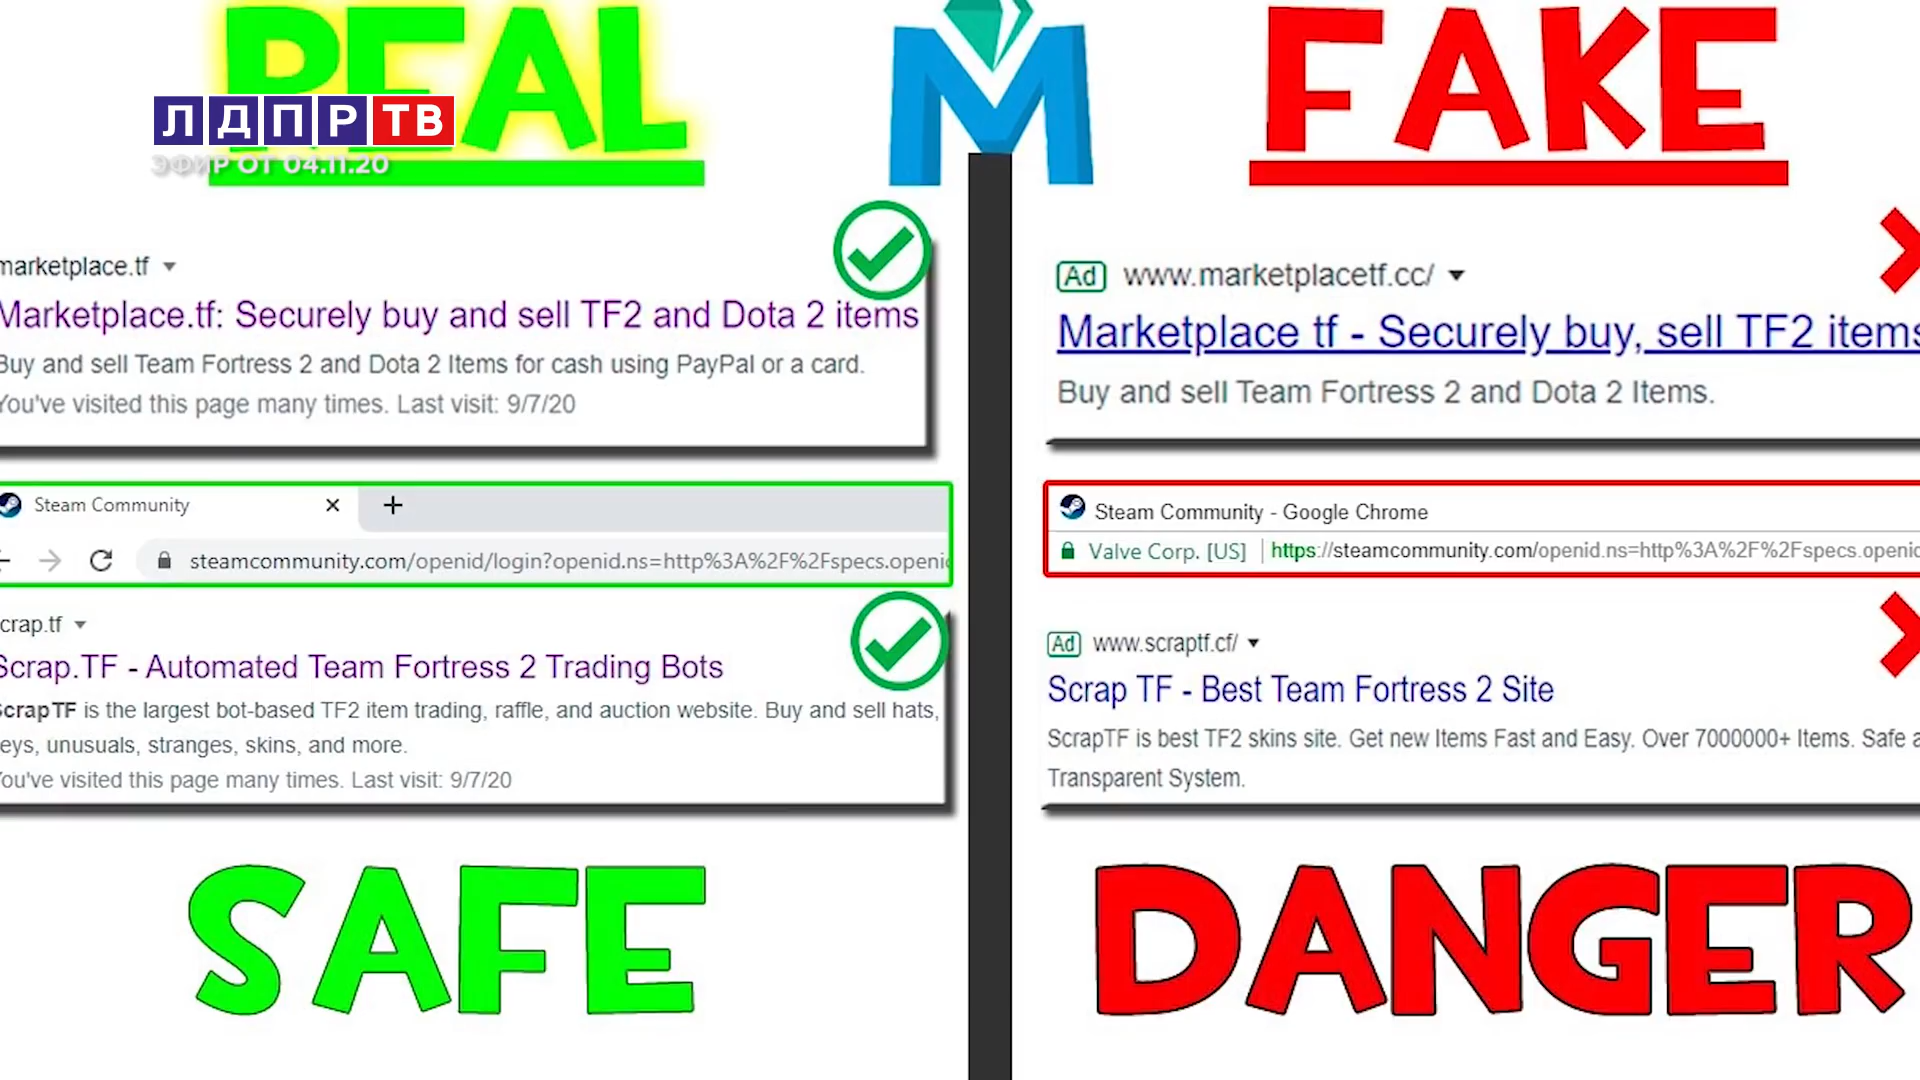 REAL
FAKE
ЛДПР ТВ
ЭФИР ОТ 04.11.20
marketplace.tf
Marketplace.tf: Securely buy and sell TF2 and Dota 2 items
Buy and sell Team Fortress 2 and Dota 2 Items for cash using PayPal or a card.
You've visited this page many times. Last visit: 9/7/20
Steam Community
steamcommunity.com/openid/login?openid.ns=http%3A%2F%2Fspecs.openid
crap.tf
Scrap.TF - Automated Team Fortress 2 Trading Bots
ScrapTF is the largest bot-based TF2 item trading, raffle, and auction website. Buy and sell hats,
eys, unusuals, stranges, skins, and more.
You've visited this page many times. Last visit: 9/7/20
SAFE
Ad www.marketplacetf.cc/
Marketplace tf - Securely buy, sell TF2 items
Buy and sell Team Fortress 2 and Dota 2 Items.
Steam Community - Google Chrome
Valve Corp. [US] https://steamcommunity.com/openid.ns=http%3A%2F%2Fspecs.openic
Ad www.scraptf.cf/
Scrap TF - Best Team Fortress 2 Site
ScrapTF is best TF2 skins site. Get new Items Fast and Easy. Over 7000000+ Items. Safe a
Transparent System.
DANGER